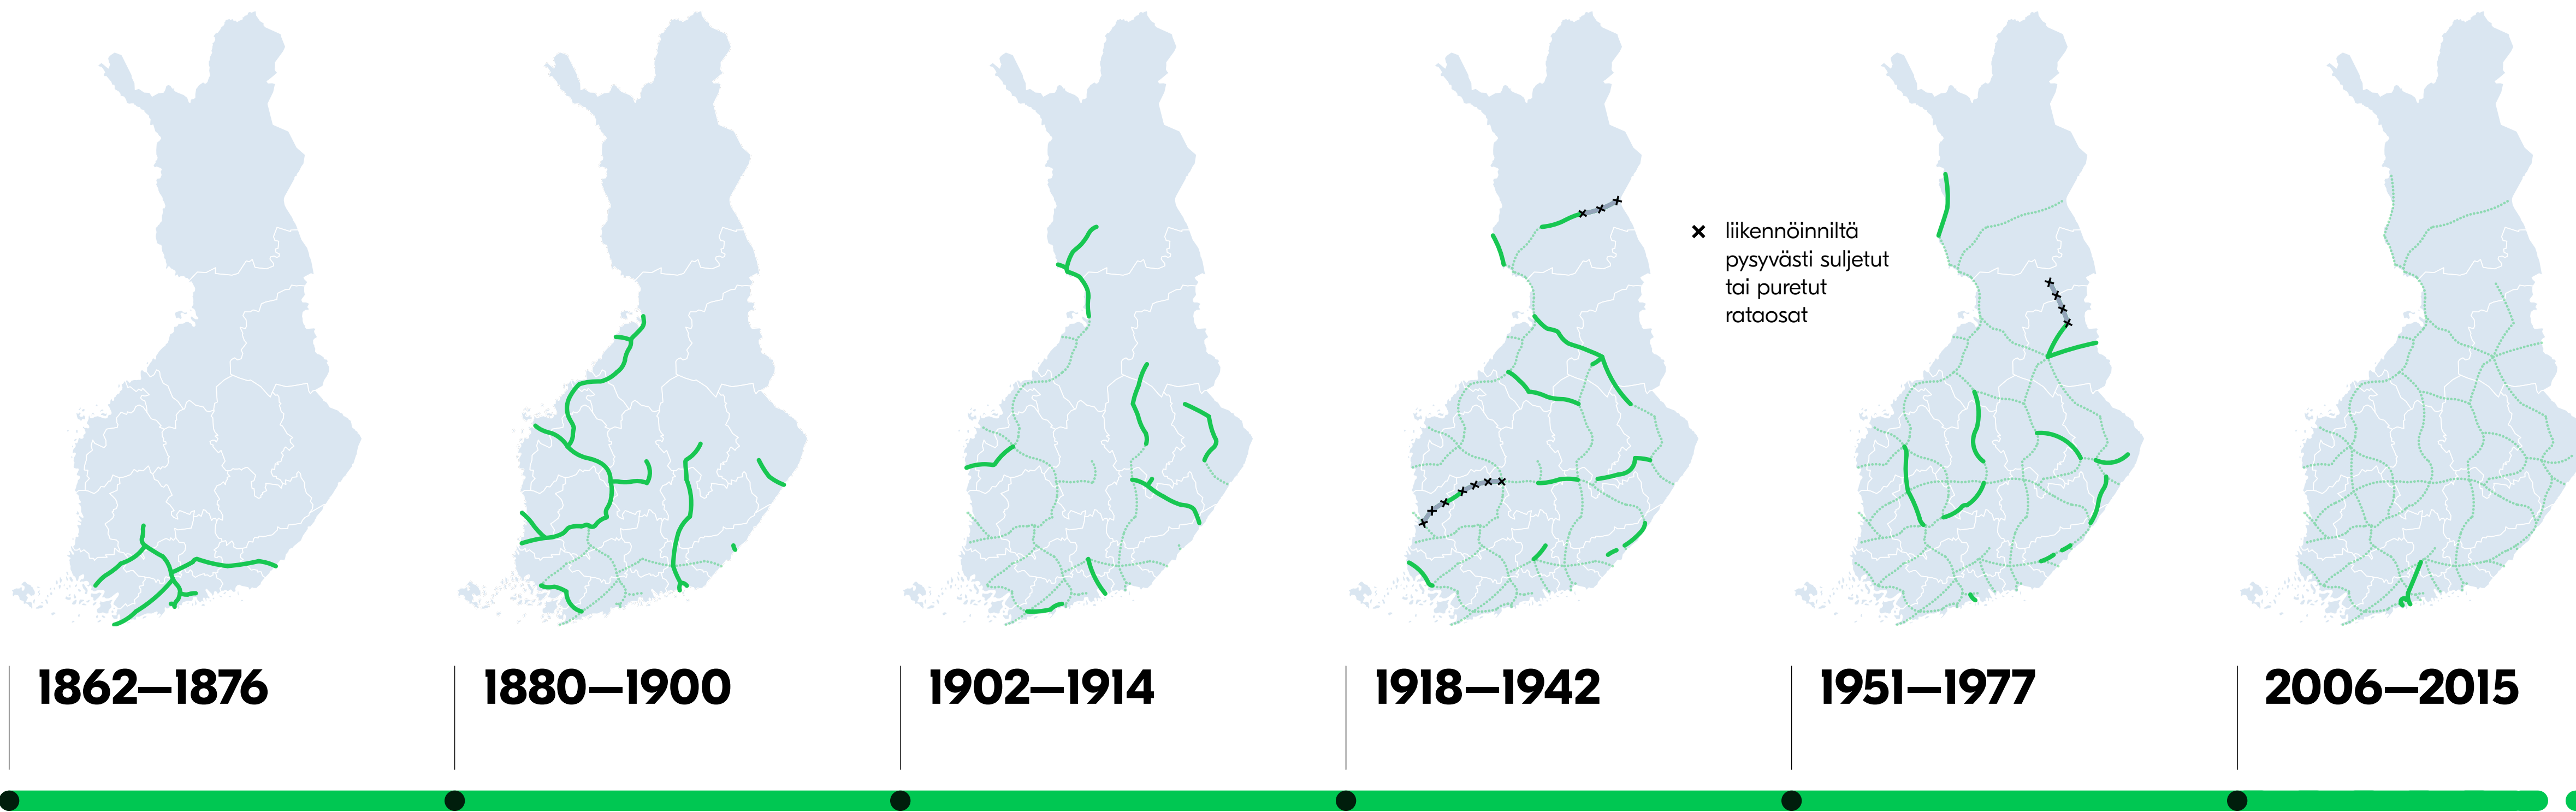 liikennöinniltä
pysyvästi suljetut
tai puretut
rataosat
1862—1876
1880—1900
1902—1914
1918—1942
1951—1977
2006—2015